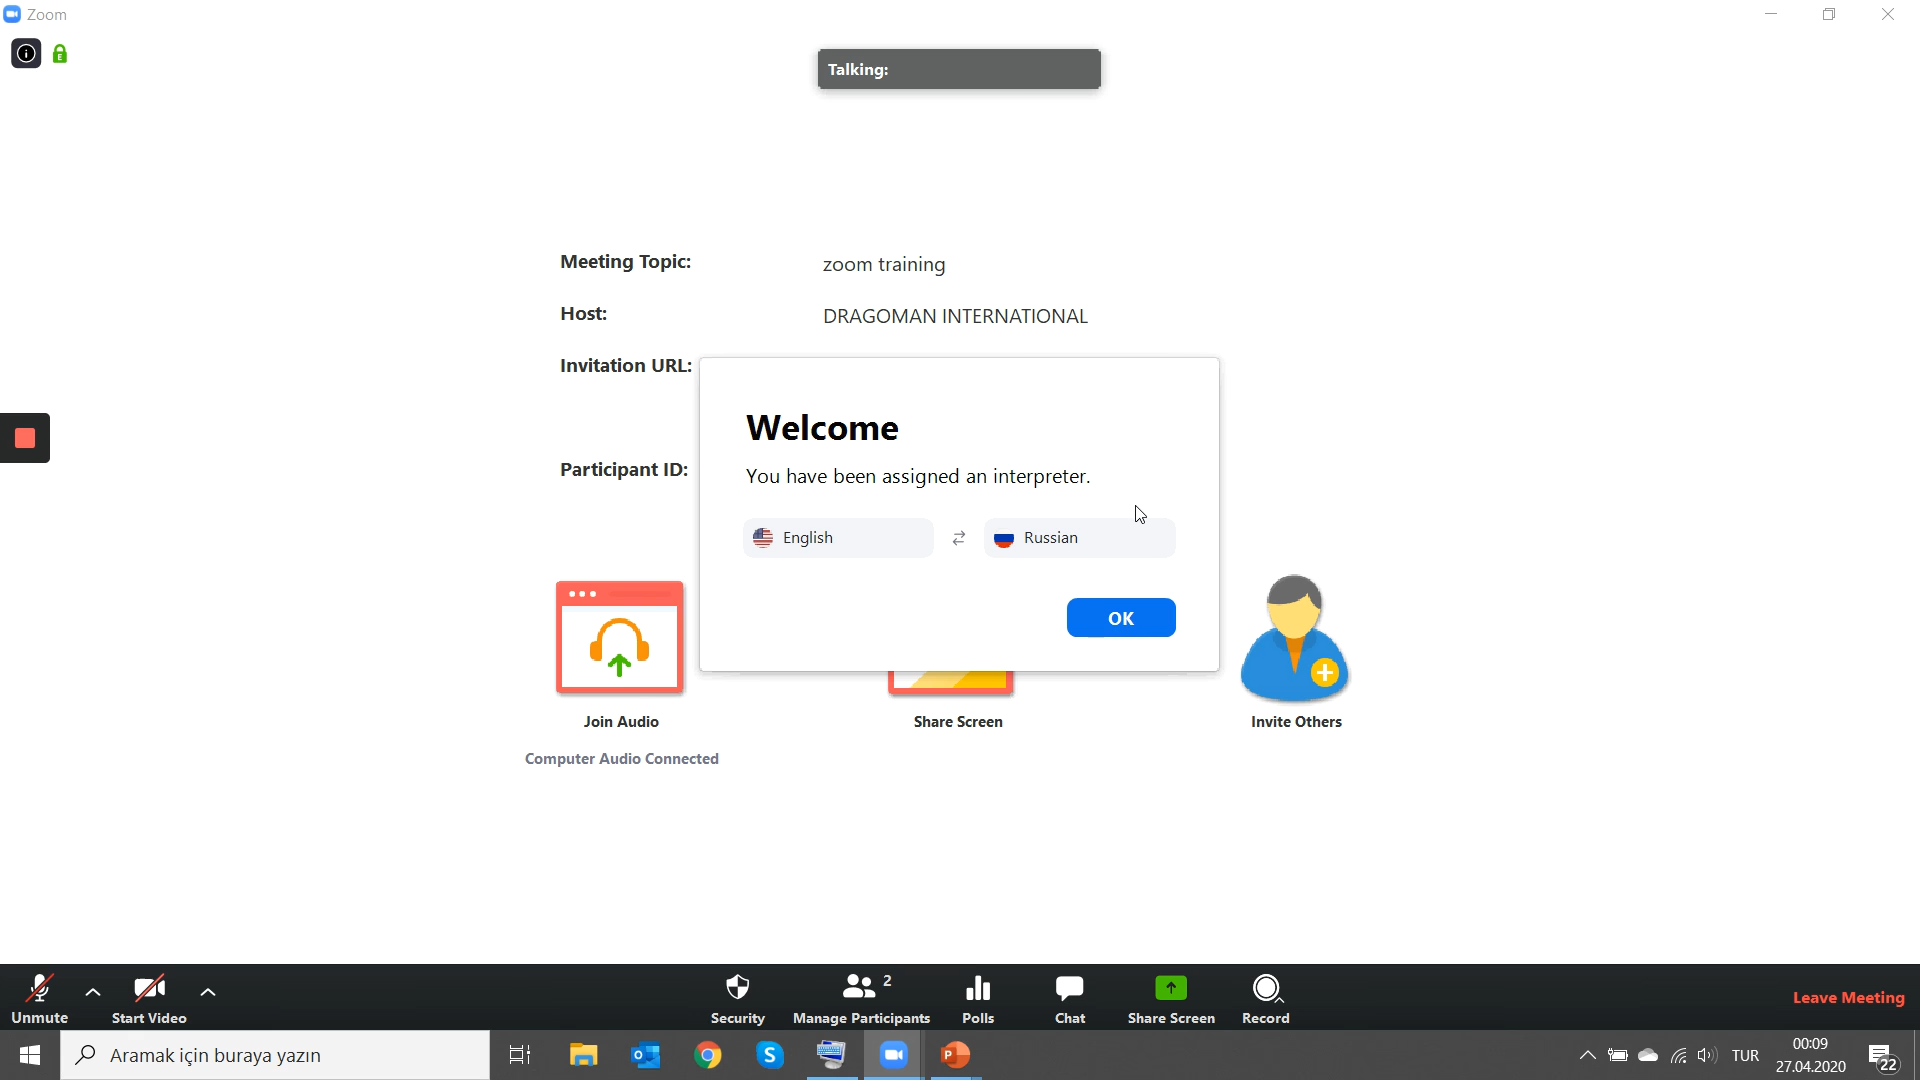 Zoom
Talking:
Meeting Topic:
zoom training
Host:
DRAGOMAN INTERNATIONAL
Invitation URL:
Participant ID:
Welcome
You have been assigned an interpreter.
English
Russian
OK
Join Audio
Share Screen
Invite Others
Computer Audio Connected
Unmute
Start Video
Security
2
Manage Participants
Polls
Chat
Share Screen
Record
Leave Meeting
Aramak için buraya yazın
TUR
00:09
27.04.2020
22